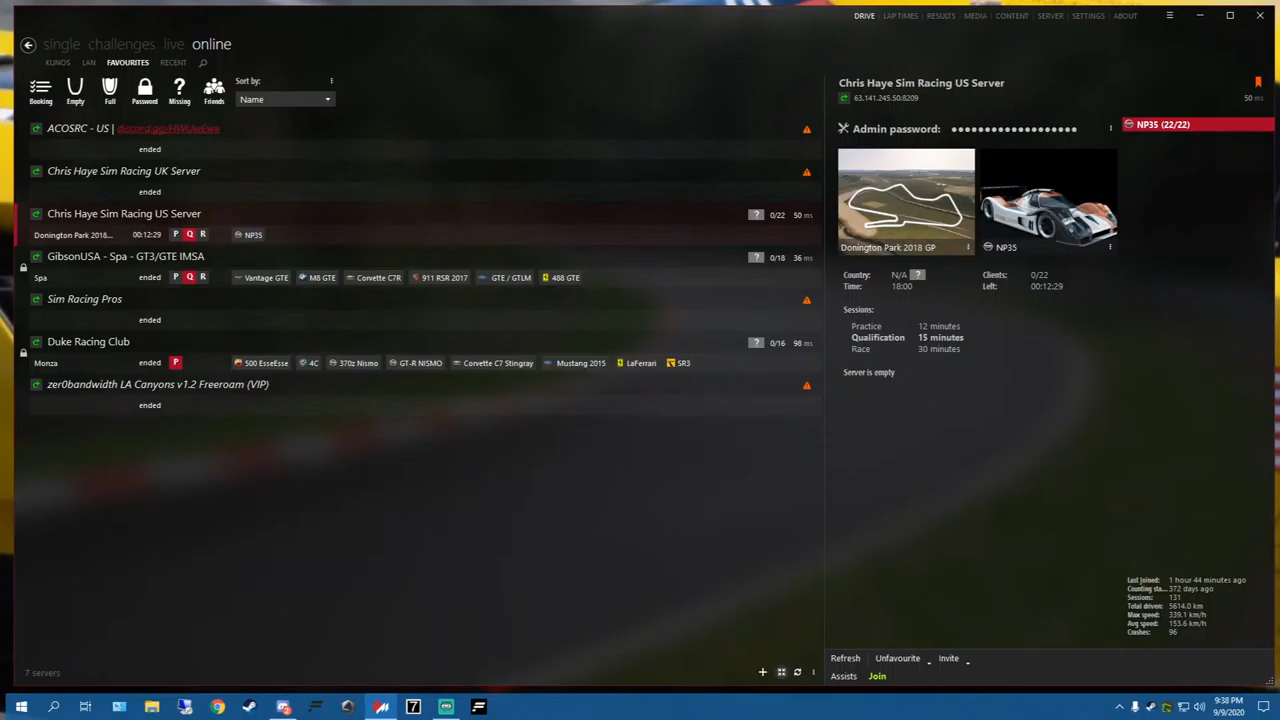 DRIVE LAP TIMES RESULTS MEDIA CONTENT SERVER SETTINGS ABOUT
single challenges live online
KUNOS LAN FAVOURITES RECENT
Booking Empty Full Password Missing Friends
Sort by:
Name
ACOSRC - US | discord.gg/HWUwEwv
ended
Chris Haye Sim Racing UK Server
ended
Chris Haye Sim Racing US Server ? 0/22 50 ms
Donington Park 2018... 00:12:29 P Q R NP35
GibsonUSA - Spa - GT3/GTE IMSA ? 0/18 36 ms
Spa ended P Q R Vantage GTE M8 GTE Corvette C7R 911 RSR 2017 GTE / GTLM 488 GTE
Sim Racing Pros
ended
Duke Racing Club ? 0/16 98 ms
Monza ended P 500 EsseEsse 4C 370z Nismo GT-R NISMO Corvette C7 Stingray Mustang 2015 LaFerrari SR3
zer0bandwidth LA Canyons v1.2 Freeroam (VIP)
ended
7 servers
Chris Haye Sim Racing US Server
63.141.245.50:8209 50 ms
Admin password: ●●●●●●●●●●●●●●●●●●●
NP35 (22/22)
Donington Park 2018 GP
NP35
Country: N/A ? Clients: 0/22
Time: 18:00 Left: 00:12:29
Sessions:
Practice 12 minutes
Qualification 15 minutes
Race 30 minutes
Server is empty
Last joined: 1 hour 44 minutes ago
Counting sta... 372 days ago
Sessions: 131
Total driven: 5614.0 km
Max speed: 339.1 km/h
Avg speed: 153.6 km/h
Crashes: 96
Refresh Unfavourite Invite
Assists Join
7
9:38 PM
9/9/2020